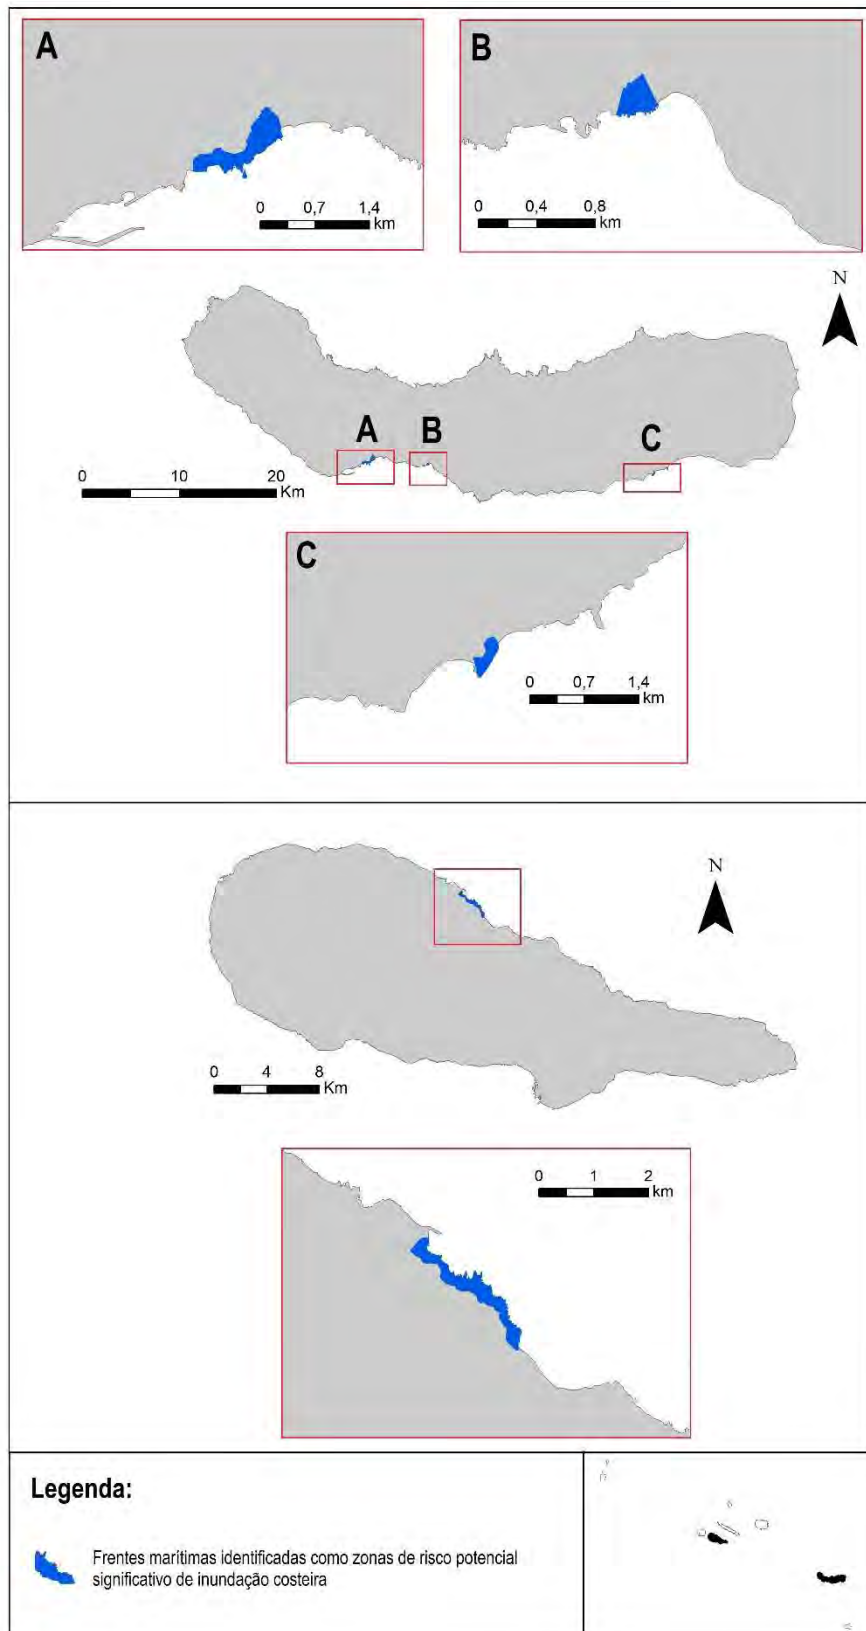 A
0 0,7 1,4
km
B
0 0,4 0,8
km
N
A
B
C
0 10 20
Km
C
0 0,7 1,4
km
N
0 4 8
Km
0 1 2
km
Legenda:
Frentes marítimas identificadas como zonas de risco potencial
significativo de inundação costeira